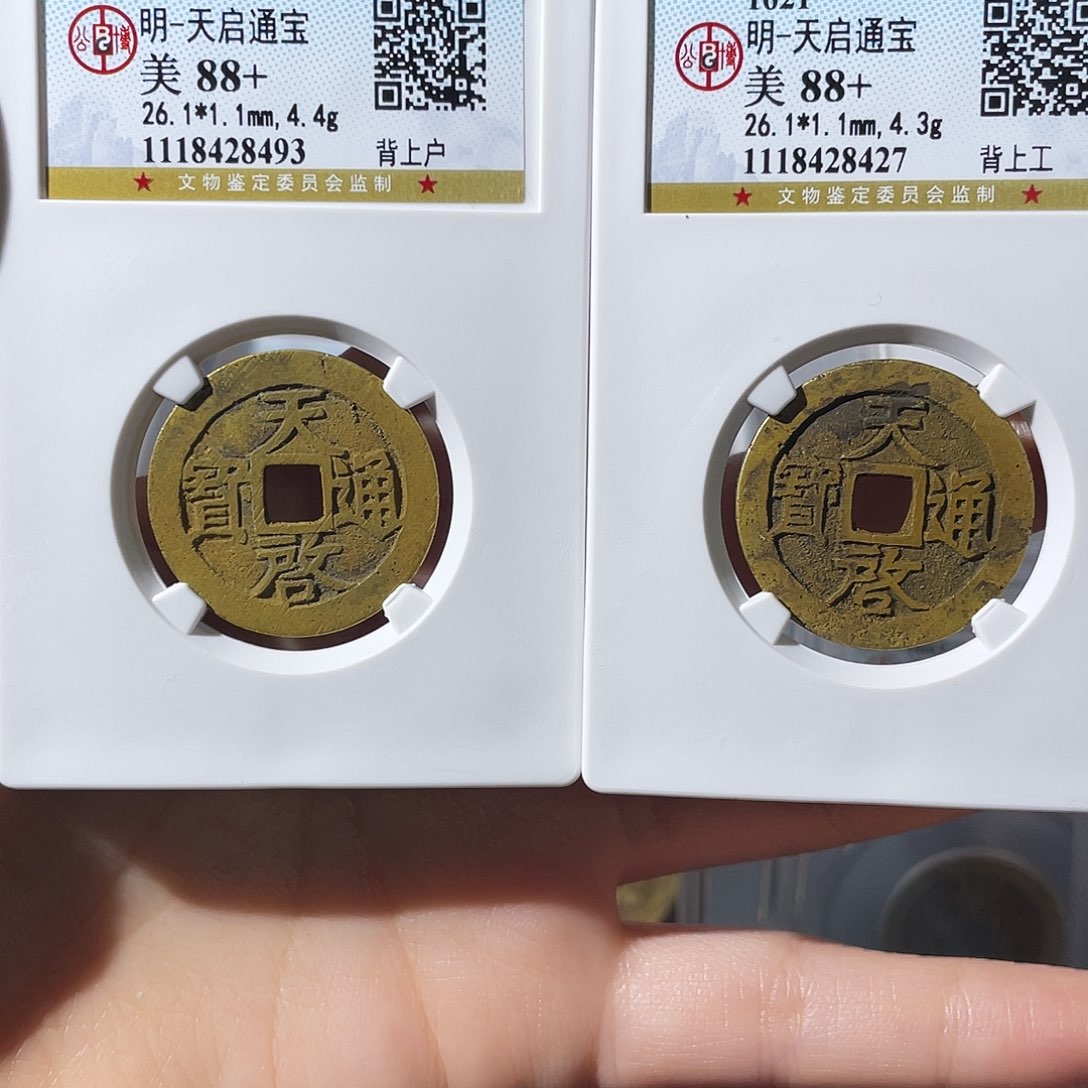 明-天启通宝
美 88+
26.1*1.1mm, 4.4g
1118428493 背上户
★ 文物鉴定委员会监制 ★
天啓通寶
1621
明-天启通宝
美 88+
26.1*1.1mm, 4.3g
1118428427 背上工
★ 文物鉴定委员会监制 ★
天啓通寶